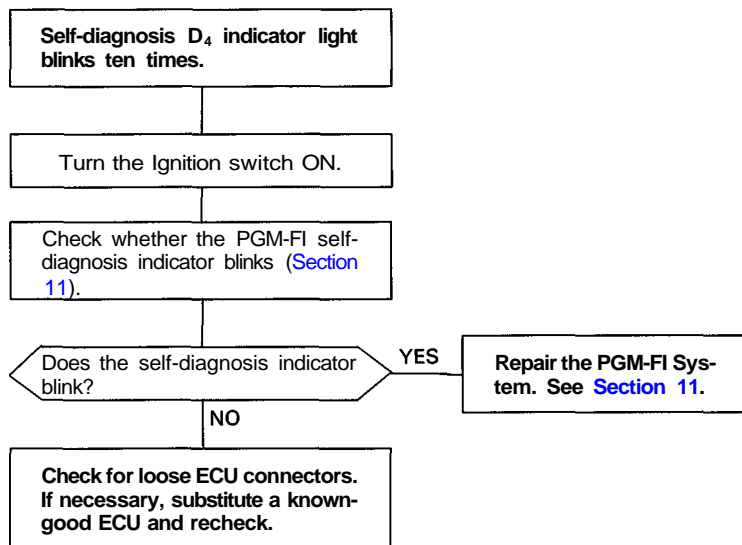 Self-diagnosis D₄ indicator light
blinks ten times.
Turn the Ignition switch ON.
Check whether the PGM-FI self-
diagnosis indicator blinks (Section
11).
Does the self-diagnosis indicator
blink?
YES
Repair the PGM-FI Sys-
tem. See Section 11.
NO
Check for loose ECU connectors.
If necessary, substitute a known-
good ECU and recheck.